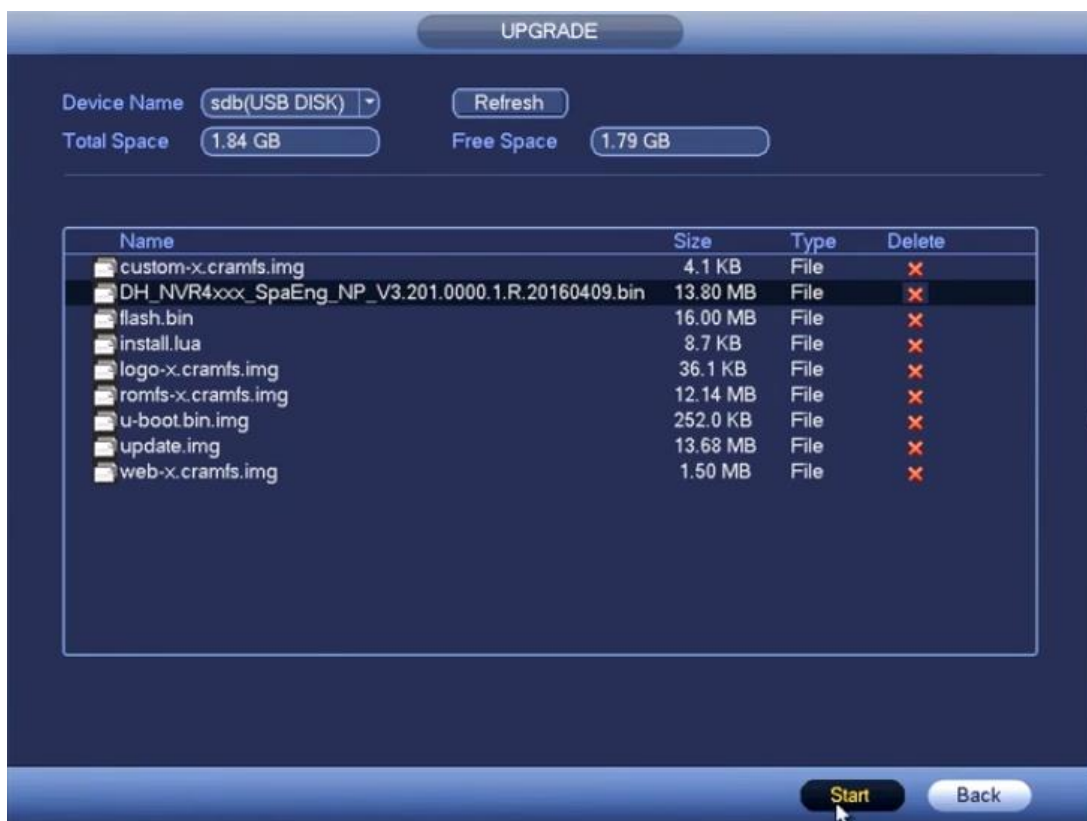 UPGRADE
Device Name sdb(USB DISK) Refresh
Total Space 1.84 GB Free Space 1.79 GB
Name Size Type Delete
custom-x.cramfs.img 4.1 KB File
DH_NVR4xxx_SpaEng_NP_V3.201.0000.1.R.20160409.bin 13.80 MB File
flash.bin 16.00 MB File
install.lua 8.7 KB File
logo-x.cramfs.img 36.1 KB File
romfs-x.cramfs.img 12.14 MB File
u-boot.bin.img 252.0 KB File
update.img 13.68 MB File
web-x.cramfs.img 1.50 MB File
Start Back